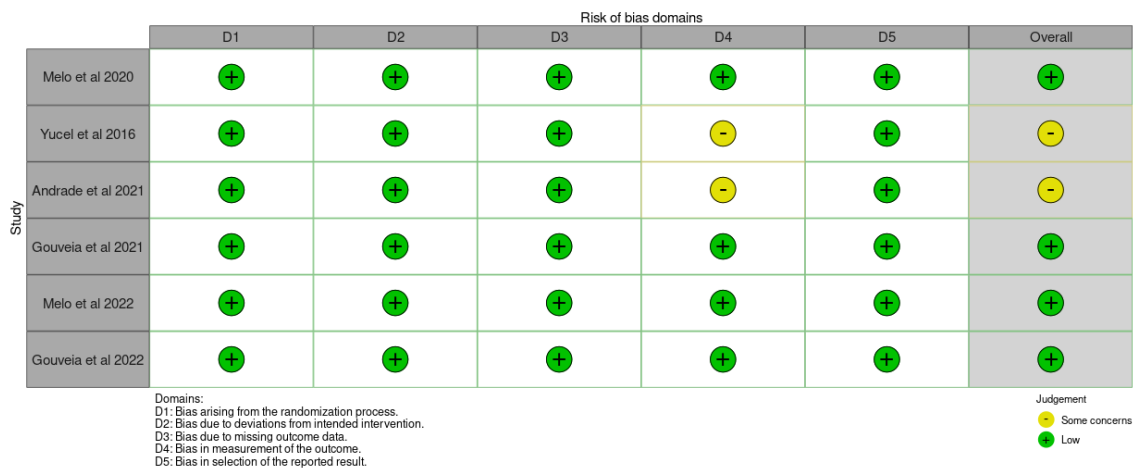 Risk of bias domains
D1 D2 D3 D4 D5 Overall
Study
Melo et al 2020 + + + + + +
Yucel et al 2016 + + + - + -
Andrade et al 2021 + + + - + -
Gouveia et al 2021 + + + + + +
Melo et al 2022 + + + + + +
Gouveia et al 2022 + + + + + +
Domains:
D1: Bias arising from the randomization process.
D2: Bias due to deviations from intended intervention.
D3: Bias due to missing outcome data.
D4: Bias in measurement of the outcome.
D5: Bias in selection of the reported result.
Judgement
- Some concerns
+ Low